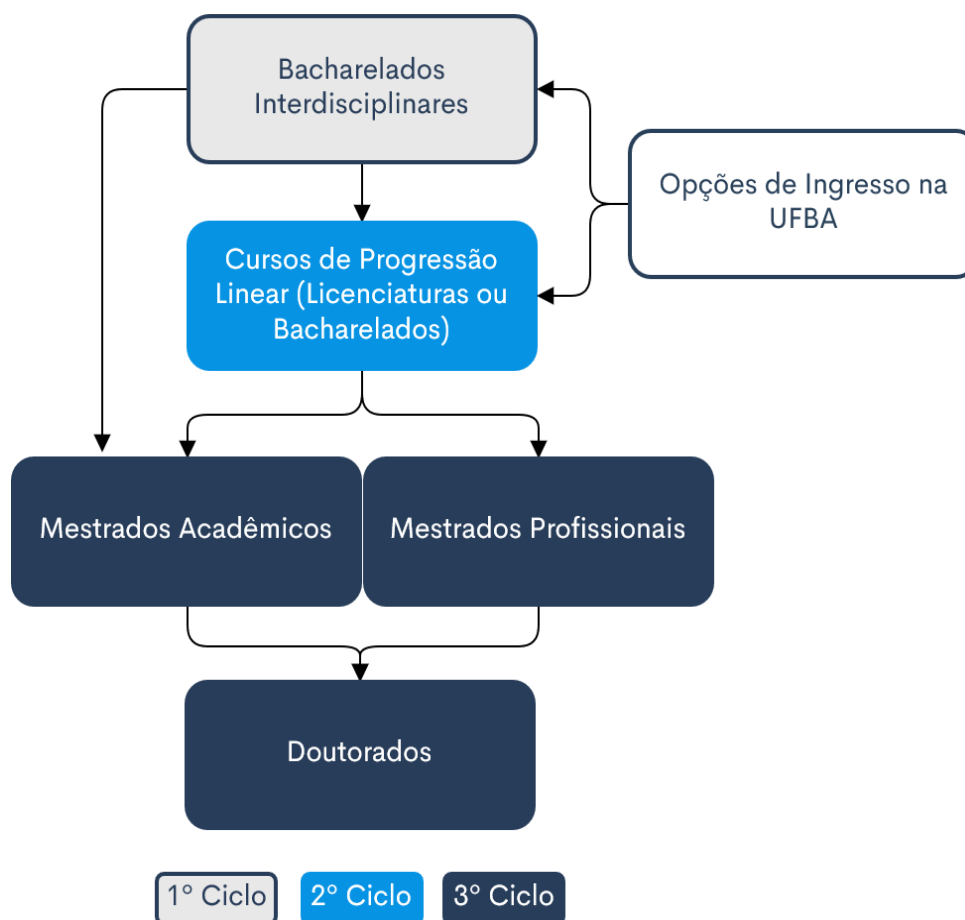 Bacharelados
Interdisciplinares
Opções de Ingresso na
UFBA
Cursos de Progressão
Linear (Licenciaturas ou
Bacharelados)
Mestrados Acadêmicos
Mestrados Profissionais
Doutorados
1° Ciclo
2° Ciclo
3° Ciclo